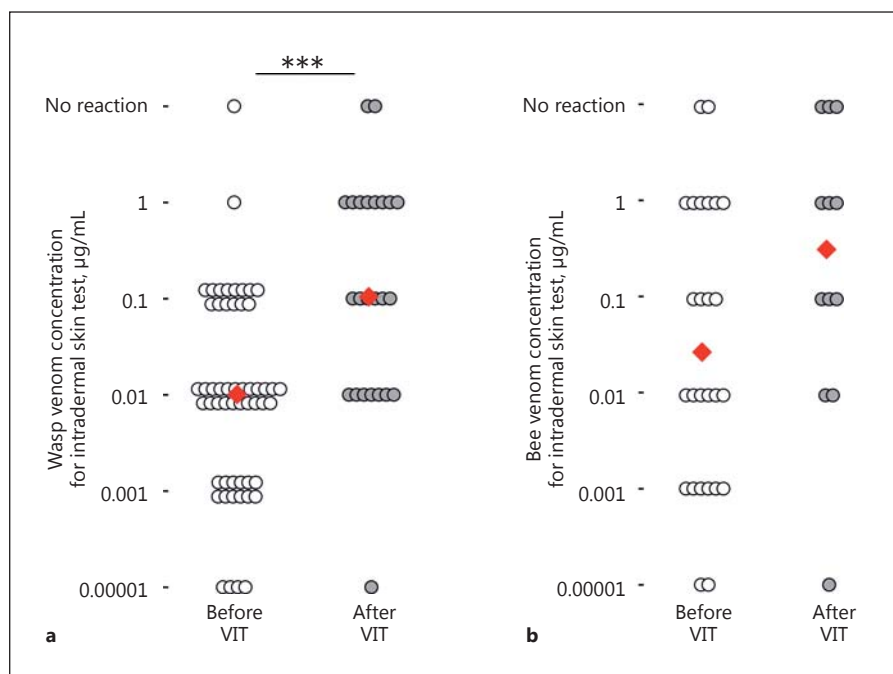 ***
No reaction
1
0.1
0.01
0.001
0.00001
Wasp venom concentration
for intradermal skin test, µg/mL
Before
VIT
After
VIT
a
No reaction
1
0.1
0.01
0.001
0.00001
Bee venom concentration
for intradermal skin test, µg/mL
Before
VIT
After
VIT
b